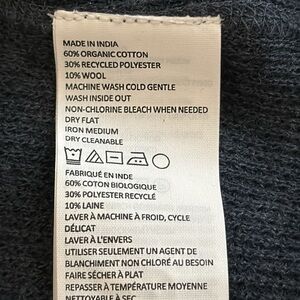 MADE IN INDIA
60% ORGANIC COTTON
30% RECYCLED POLYESTER
10% WOOL
MACHINE WASH COLD GENTLE
WASH INSIDE OUT
NON-CHLORINE BLEACH WHEN NEEDED
DRY FLAT
IRON MEDIUM
DRY CLEANABLE
FABRIQUÉ EN INDE
60% COTON BIOLOGIQUE
30% POLYESTER RECYCLÉ
10% LAINE
LAVER À MACHINE À FROID, CYCLE
DÉLICAT
LAVER À L'ENVERS
UTILISER SEULEMENT UN AGENT DE
BLANCHIMENT NON CHLORÉ AU BESOIN
FAIRE SÉCHER À PLAT
REPASSER À TEMPÉRATURE MOYENNE
NETTOYABLE À SEC